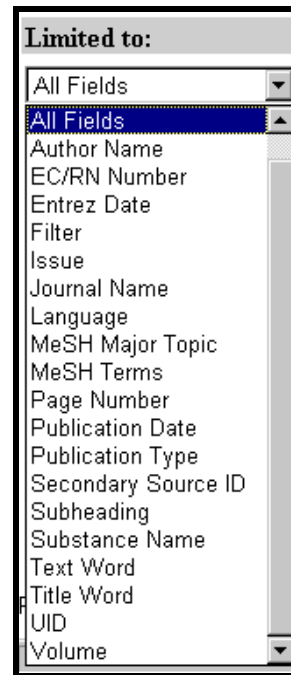 Limited to:
All Fields
All Fields
Author Name
EC/RN Number
Entrez Date
Filter
Issue
Journal Name
Language
MeSH Major Topic
MeSH Terms
Page Number
Publication Date
Publication Type
Secondary Source ID
Subheading
Substance Name
Text Word
Title Word
UID
Volume